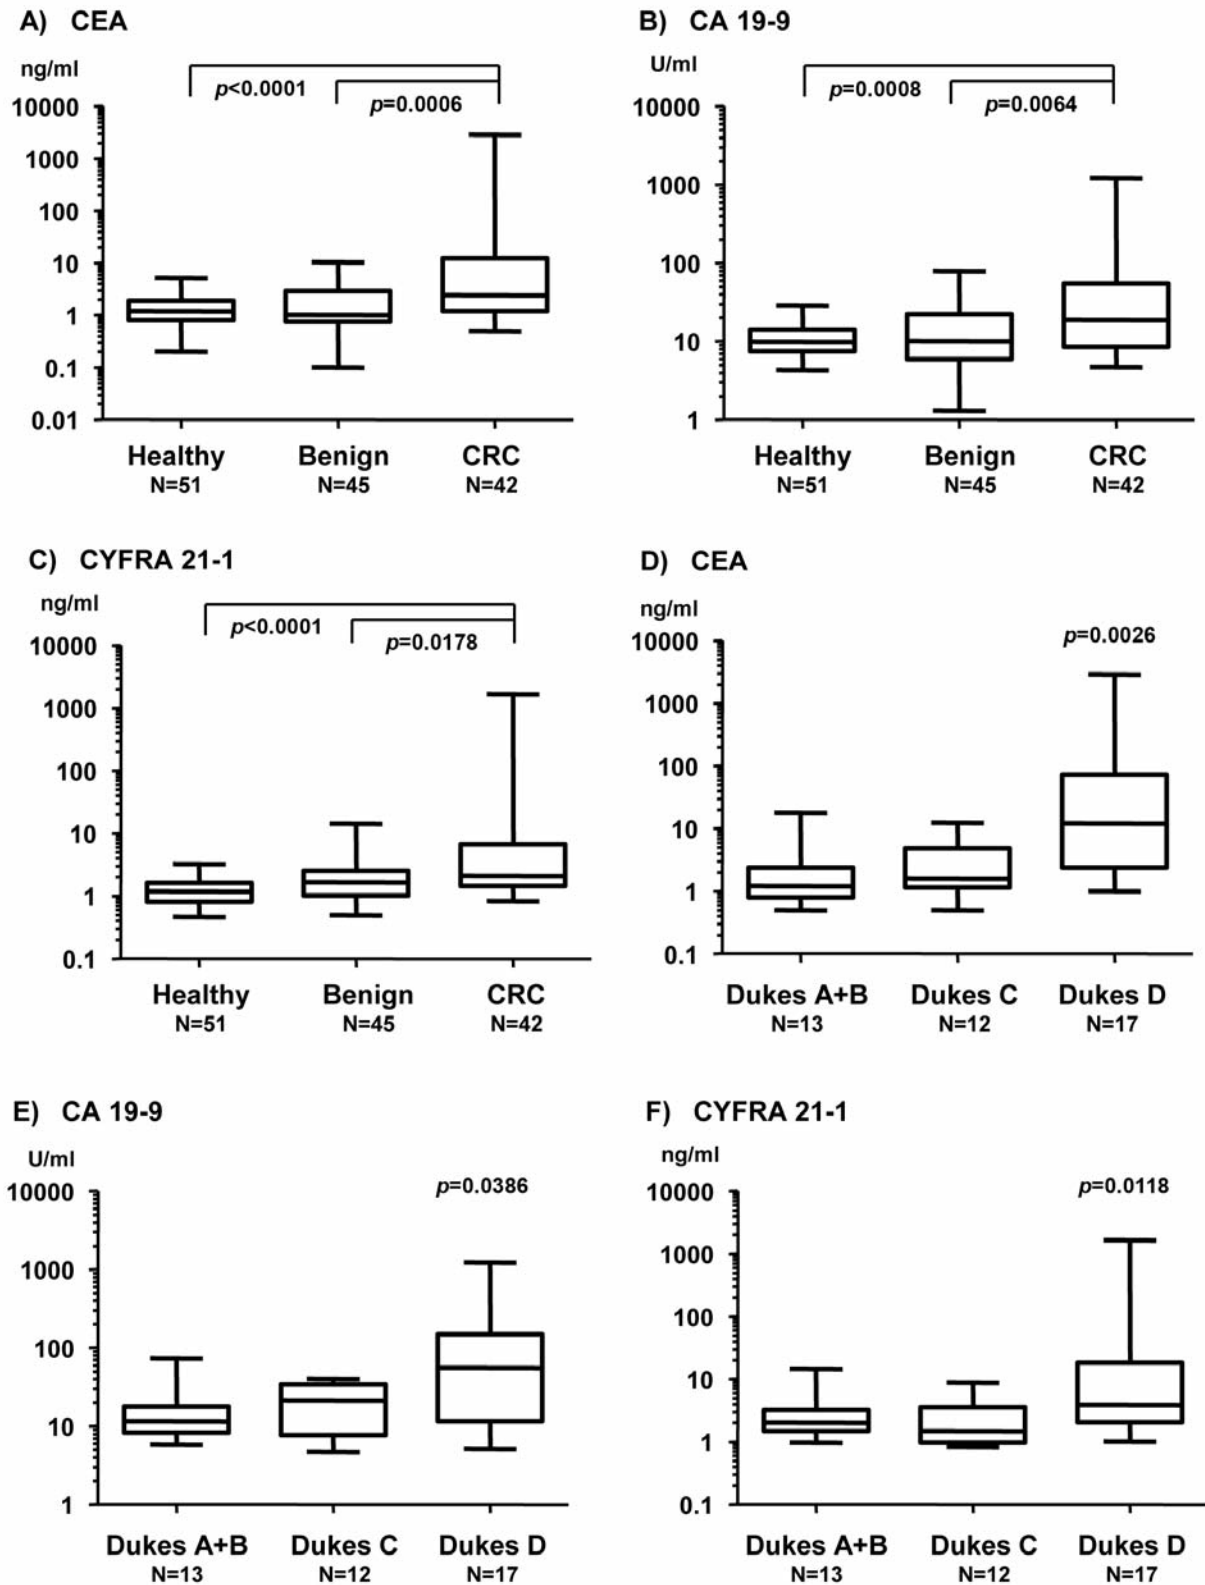 A) CEA
ng/ml
p<0.0001
p=0.0006
10000
1000
100
10
1
0.1
0.01
Healthy Benign CRC
N=51 N=45 N=42
B) CA 19-9
U/ml
p=0.0008
p=0.0064
10000
1000
100
10
1
Healthy Benign CRC
N=51 N=45 N=42
C) CYFRA 21-1
ng/ml
p<0.0001
p=0.0178
10000
1000
100
10
1
0.1
Healthy Benign CRC
N=51 N=45 N=42
D) CEA
ng/ml
p=0.0026
10000
1000
100
10
1
0.1
Dukes A+B Dukes C Dukes D
N=13 N=12 N=17
E) CA 19-9
U/ml
p=0.0386
10000
1000
100
10
1
Dukes A+B Dukes C Dukes D
N=13 N=12 N=17
F) CYFRA 21-1
ng/ml
p=0.0118
10000
1000
100
10
1
0.1
Dukes A+B Dukes C Dukes D
N=13 N=12 N=17